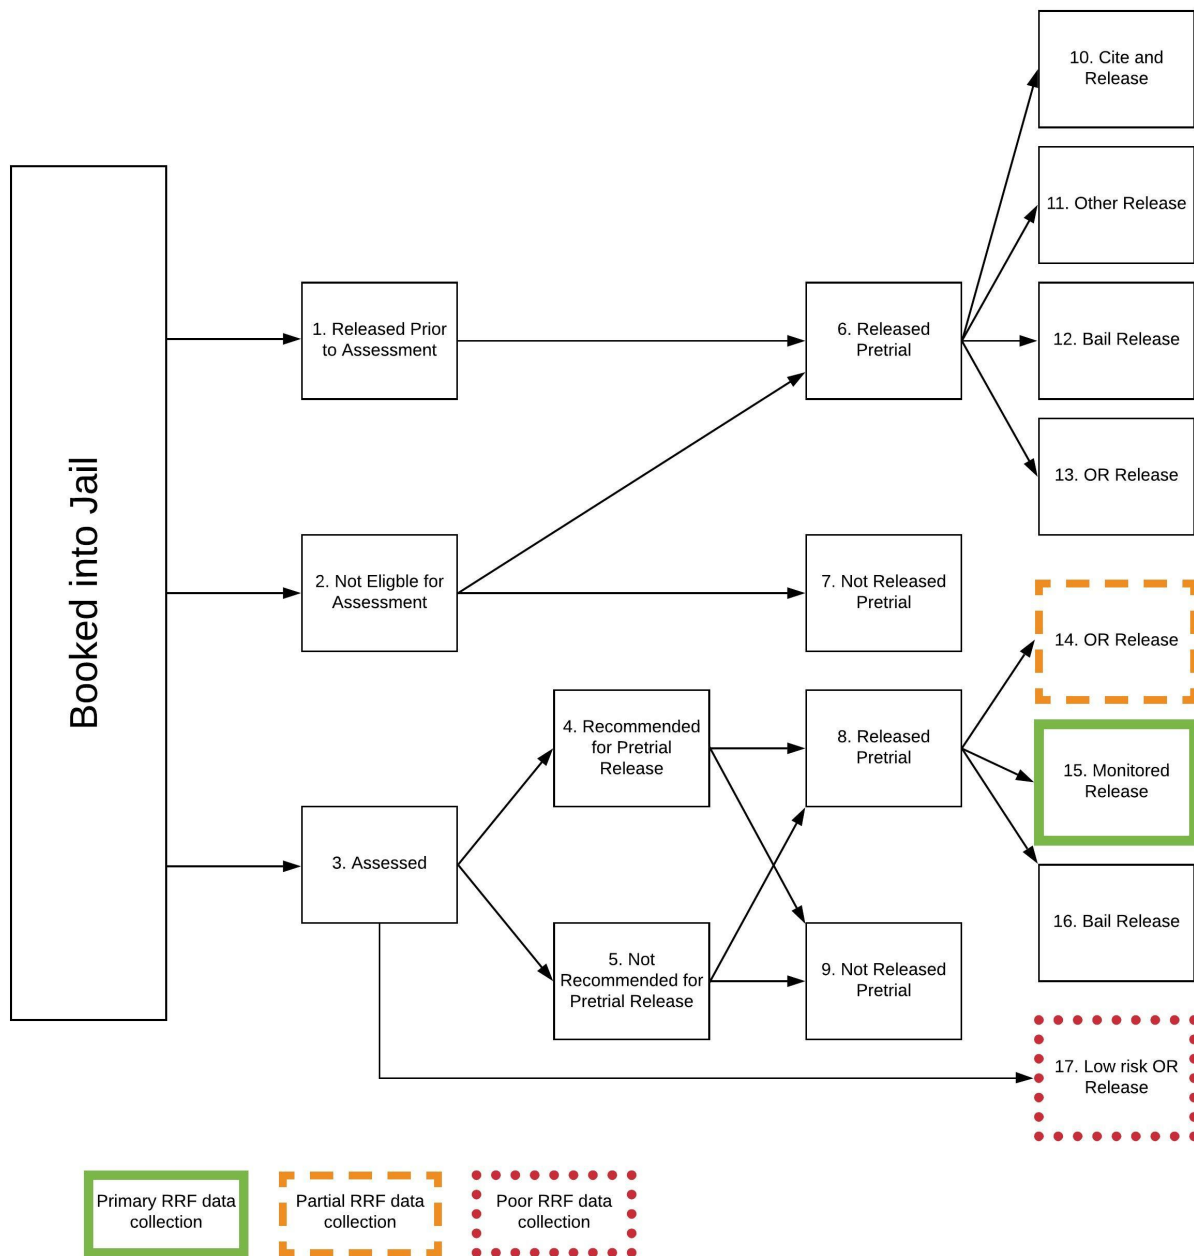 Booked into Jail
1. Released Prior
to Assessment
2. Not Eligble for
Assessment
3. Assessed
4. Recommended
for Pretrial
Release
5. Not
Recommended for
Pretrial Release
6. Released
Pretrial
7. Not Released
Pretrial
8. Released
Pretrial
9. Not Released
Pretrial
10. Cite and
Release
11. Other Release
12. Bail Release
13. OR Release
14. OR Release
15. Monitored
Release
16. Bail Release
17. Low risk OR
Release
Primary RRF data
collection
Partial RRF data
collection
Poor RRF data
collection